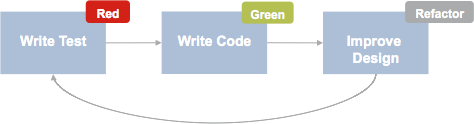 Red
Write Test
Green
Write Code
Refactor
Improve
Design